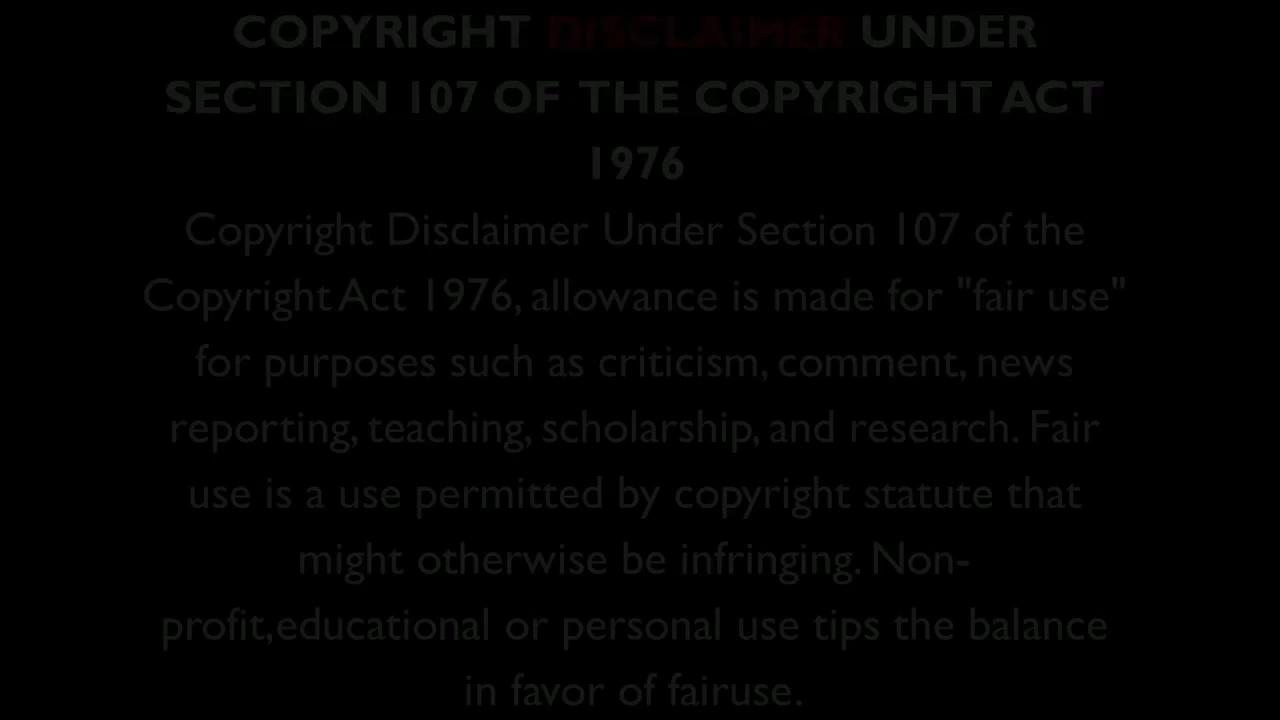 COPYRIGHT DISCLAIMER UNDER
SECTION 107 OF THE COPYRIGHT ACT
1976
Copyright Disclaimer Under Section 107 of the
Copyright Act 1976, allowance is made for "fair use"
for purposes such as criticism, comment, news
reporting, teaching, scholarship, and research. Fair
use is a use permitted by copyright statute that
might otherwise be infringing. Non-
profit,educational or personal use tips the balance
in favor of fairuse.